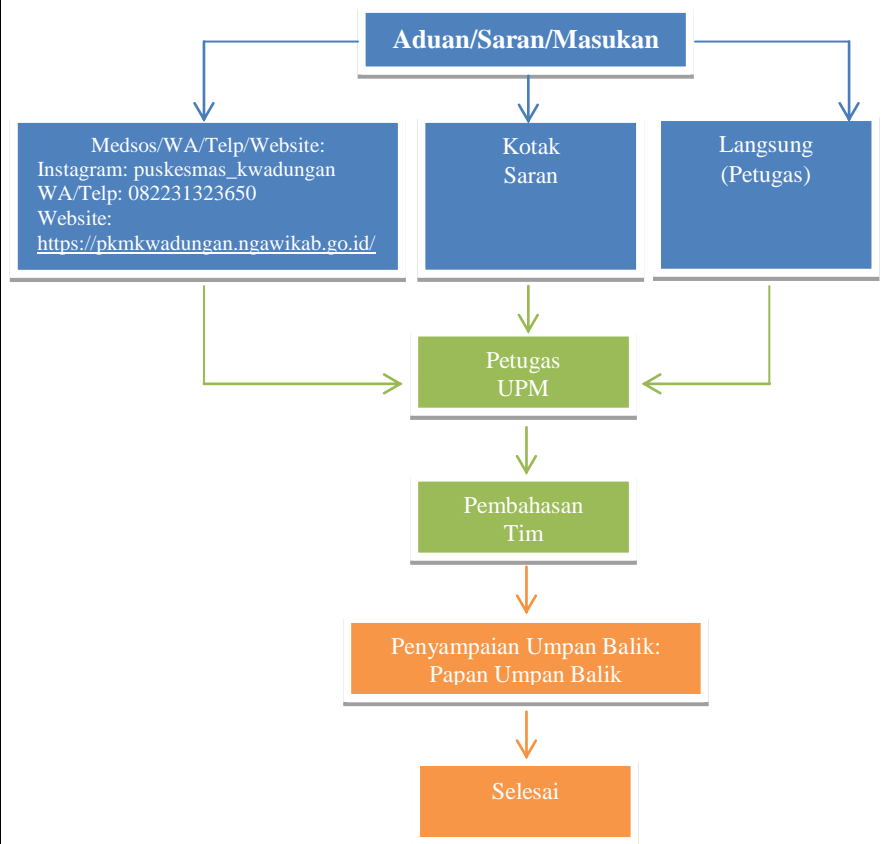 Aduan/Saran/Masukan
Medsos/WA/Telp/Website:
Instagram: puskesmas_kwadungan
WA/Telp: 082231323650
Website:
https://pkmkwadungan.ngawikab.go.id/
Kotak
Saran
Langsung
(Petugas)
Petugas
UPM
Pembahasan
Tim
Penyampaian Umpan Balik:
Papan Umpan Balik
Selesai